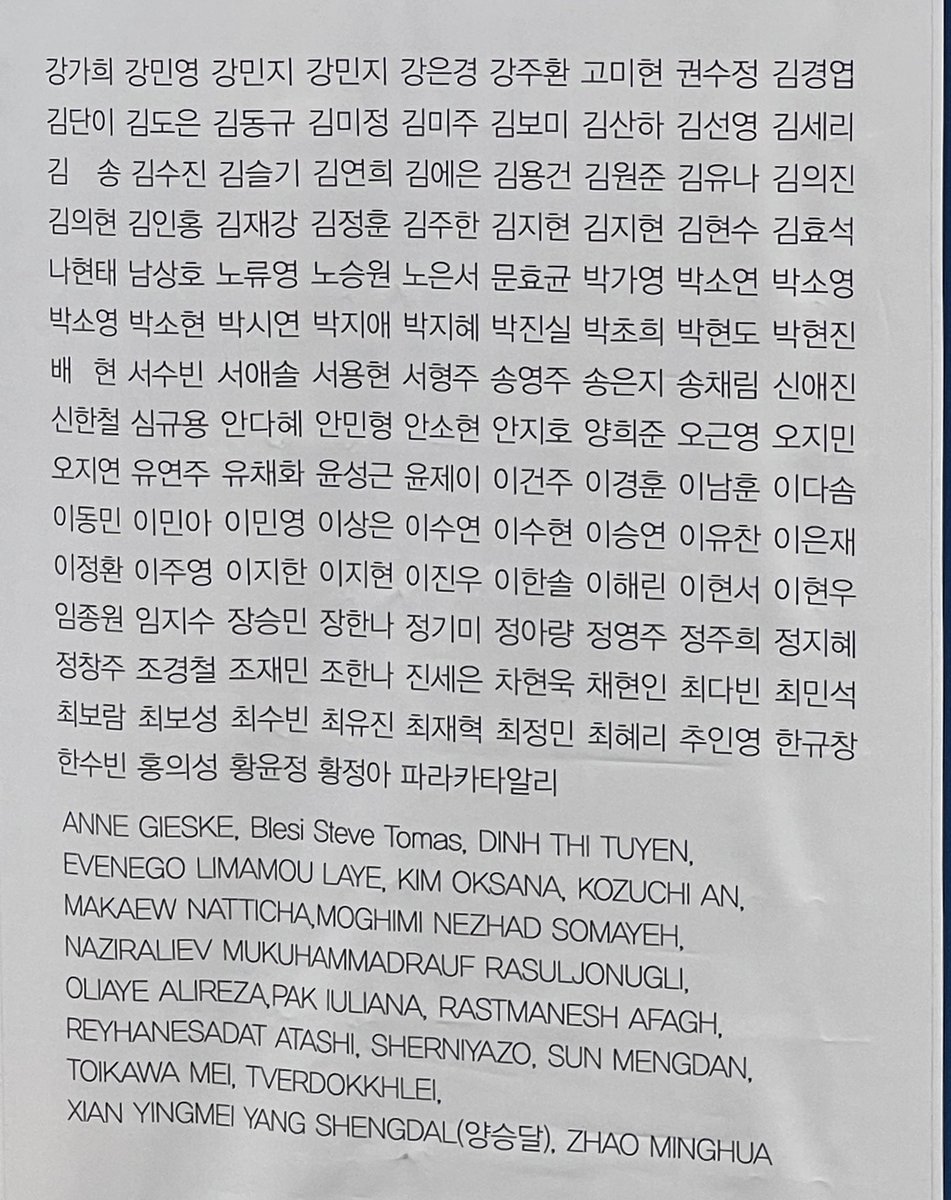 강가희 강민영 강민지 강민지 강은경 강주환 고미현 권수정 김경엽
김단이 김도은 김동규 김미정 김미주 김보미 김산하 김선영 김세리
김 송 김수진 김슬기 김연희 김예은 김용건 김원준 김유나 김의진
김의현 김인홍 김재강 김정훈 김주한 김지현 김지현 김현수 김효석
나현태 남상호 노류영 노승원 노은서 문효균 박가영 박소연 박소영
박소영 박소현 박시연 박지애 박지혜 박진실 박초희 박현도 박현진
배 현 서수빈 서애솔 서용현 서형주 송영주 송은지 송채림 신애진
신한철 심규용 안다혜 안민형 안소현 안지호 양희준 오근영 오지민
오지연 유연주 유채화 윤성근 윤제이 이건주 이경훈 이남훈 이다솜
이동민 이민아 이민영 이상은 이수연 이수현 이승연 이유찬 이은재
이정환 이주영 이지한 이지현 이진우 이한솔 이해린 이현서 이현우
임종원 임지수 장승민 장한나 정기미 정아량 정영주 정주희 정지혜
정창주 조경철 조재민 조한나 진세은 차현욱 채현인 최다빈 최민석
최보람 최보성 최수빈 최유진 최재혁 최정민 최혜리 추인영 한규창
한수빈 홍의성 황윤정 황정아 파라카타알리
ANNE GIESKE, Blesi Steve Tomas, DINH THI TUYEN,
EVENEGO LIMAMOU LAYE, KIM OKSANA, KOZUCHI AN,
MAKAEW NATTICHA,MOGHIMI NEZHAD SOMAYEH,
NAZIRALIEV MUKUHAMMADRAUF RASULJONUGLI,
OLIAYE ALIREZA,PAK IULIANA, RASTMANESH AFAGH,
REYHANESADAT ATASHI, SHERNIYAZO, SUN MENGDAN,
TOIKAWA MEI, TVERDOKKHLEI,
XIAN YINGMEI YANG SHENGDAL(양승달), ZHAO MINGHUA